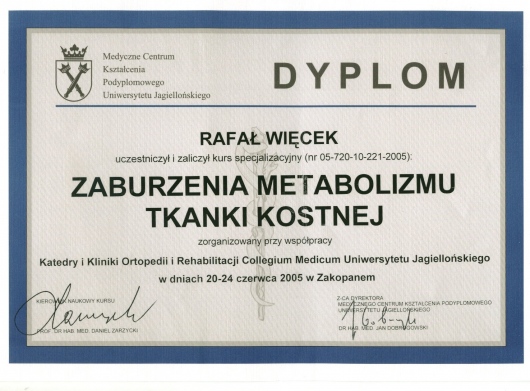 Medyczne Centrum
Kształcenia
Podyplomowego
Uniwersytetu Jagiellońskiego
DYPLOM
RAFAŁ WIĘCEK
uczestniczył i zaliczył kurs specjalizacyjny (nr 05-720-10-221-2005):
ZABURZENIA METABOLIZMU
TKANKI KOSTNEJ
zorganizowany przy współpracy
Katedry i Kliniki Ortopedii i Rehabilitacji Collegium Medicum Uniwersytetu Jagiellońskiego
w dniach 20-24 czerwca 2005 w Zakopanem
KIEROWNIK NAUKOWY KURSU
PROF. DR HAB. MED. DANIEL ZARZYCKI
Z-CA DYREKTORA
MEDYCZNEGO CENTRUM KSZTAŁCENIA PODYPLOMOWEGO
UNIWERSYTETU JAGIELLOŃSKIEGO
DR HAB. MED. JAN DOBROGOWSKI